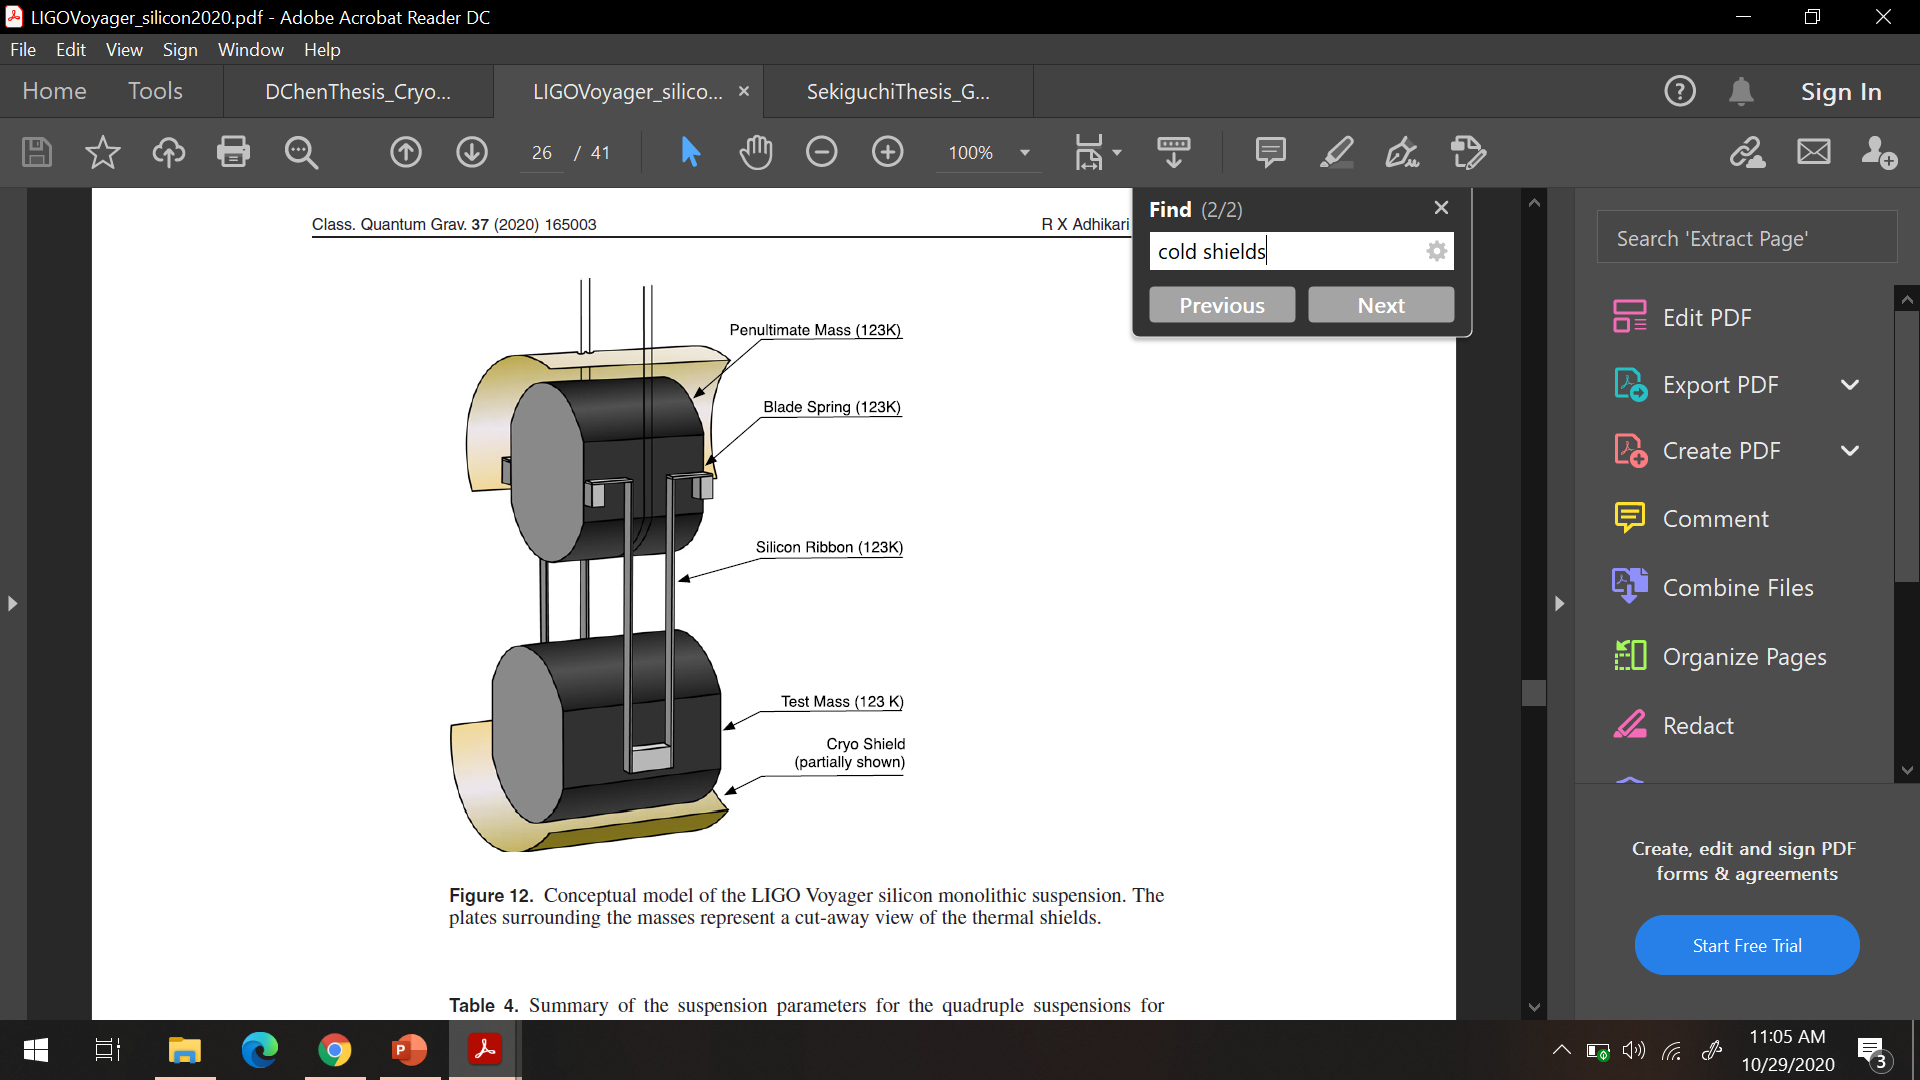 LIGOVoyager_silicon2020.pdf - Adobe Acrobat Reader DC
File Edit View Sign Window Help
Home Tools DChenThesis_Cryo... LIGOVoyager_silico... × SekiguchiThesis_G... Sign In
26 / 41 100%
Class. Quantum Grav. 37 (2020) 165003 R X Adhikari
Find (2/2)
cold shields
Previous Next
Penultimate Mass (123K)
Blade Spring (123K)
Silicon Ribbon (123K)
Test Mass (123 K)
Cryo Shield
(partially shown)
Figure 12. Conceptual model of the LIGO Voyager silicon monolithic suspension. The
plates surrounding the masses represent a cut-away view of the thermal shields.
Table 4. Summary of the suspension parameters for the quadruple suspensions for
Search 'Extract Page'
Edit PDF
Export PDF
Create PDF
Comment
Combine Files
Organize Pages
Redact
Create, edit and sign PDF
forms & agreements
Start Free Trial
11:05 AM
10/29/2020
3